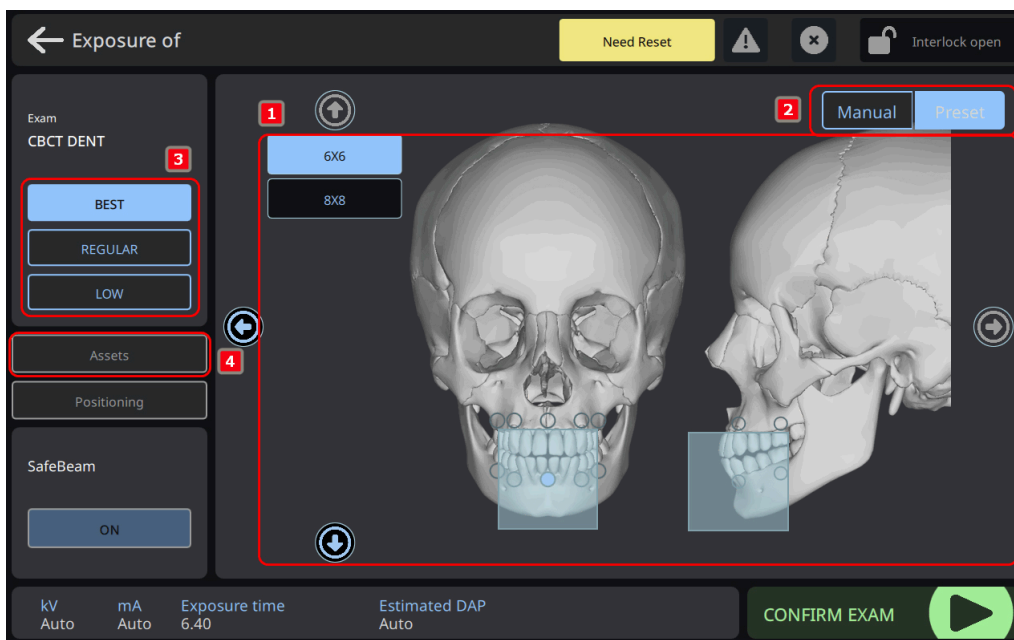 Exposure of
Need Reset
Interlock open
Exam
CBCT DENT
3
BEST
REGULAR
LOW
Assets
4
Positioning
SafeBeam
ON
1
2
Manual
Preset
6X6
8X8
kV
Auto
mA
Auto
Exposure time
6.40
Estimated DAP
Auto
CONFIRM EXAM